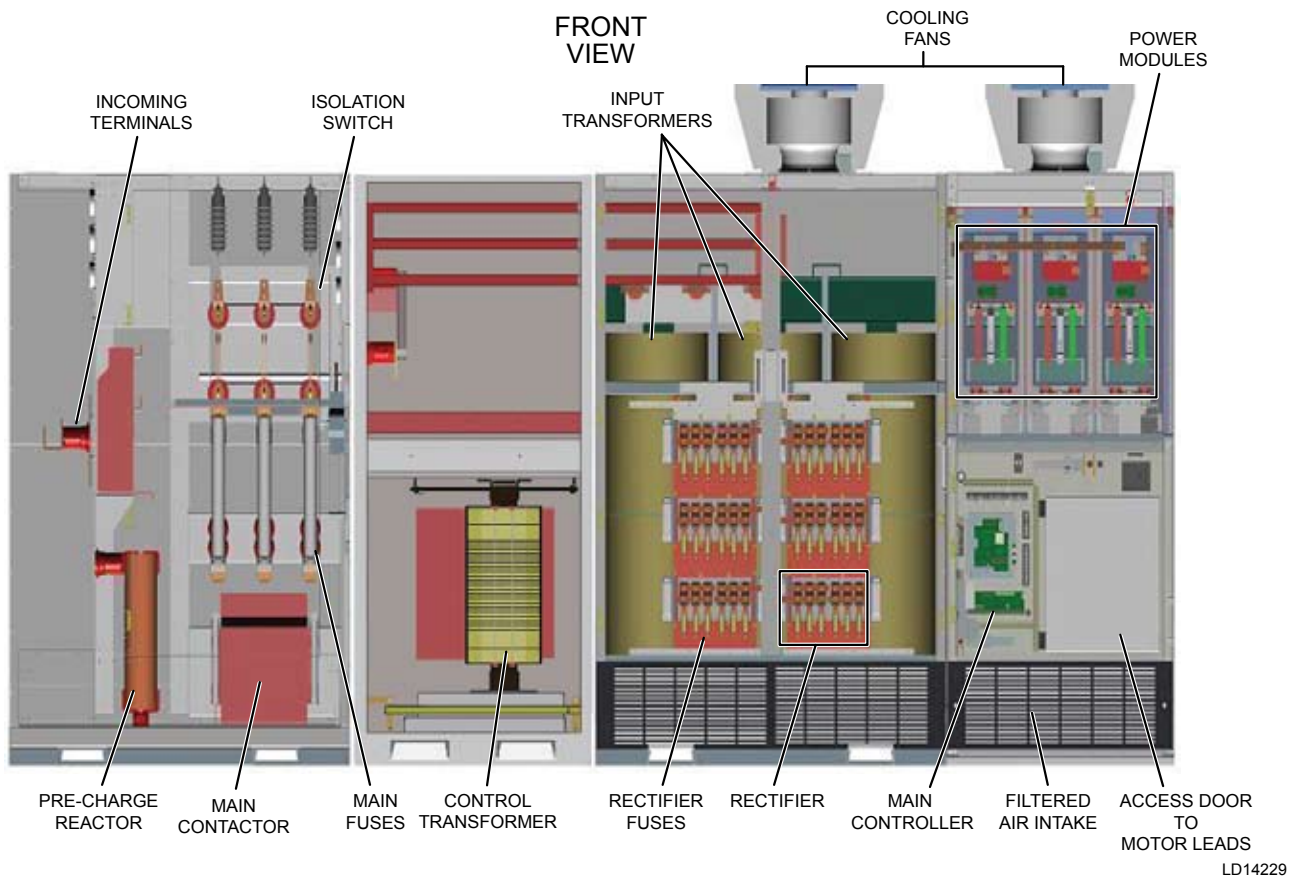 FRONT
VIEW
COOLING
FANS
POWER
MODULES
INCOMING
TERMINALS
ISOLATION
SWITCH
INPUT
TRANSFORMERS
PRE-CHARGE
REACTOR
MAIN
CONTACTOR
MAIN
FUSES
CONTROL
TRANSFORMER
RECTIFIER
FUSES
RECTIFIER
MAIN
CONTROLLER
FILTERED
AIR INTAKE
ACCESS DOOR
TO
MOTOR LEADS
LD14229